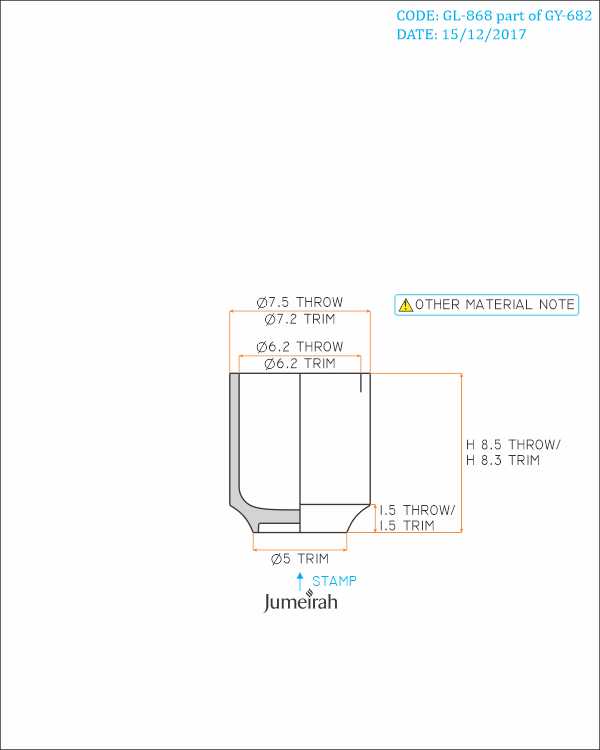 CODE: GL-868 part of GY-682
DATE: 15/12/2017
Ø7.5 THROW
Ø7.2 TRIM
OTHER MATERIAL NOTE
Ø6.2 THROW
Ø6.2 TRIM
H 8.5 THROW/
H 8.3 TRIM
1.5 THROW/
1.5 TRIM
Ø5 TRIM
STAMP
Jumeirah